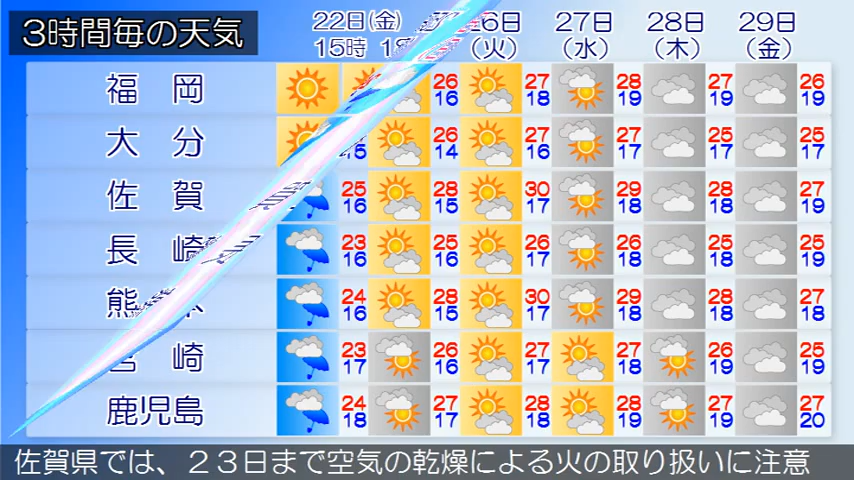 3時間毎の天気
22日(金) 6日 27日 28日 29日
15時 18 (火) (水) (木) (金)
福岡 26 27 28 27 26
16 18 19 19 19
大分 26 27 27 25 25
15 14 16 17 17 17
佐賀 25 28 30 29 28 27
16 15 17 18 18 19
長崎 23 25 26 26 25 25
16 16 17 18 18 19
熊 24 28 30 29 28 27
16 15 17 18 18 18
崎 23 26 27 27 26 25
17 16 17 18 19 19
鹿児島 24 27 28 28 27 27
18 17 18 19 19 20
佐賀県では、２３日まで空気の乾燥による火の取り扱いに注意